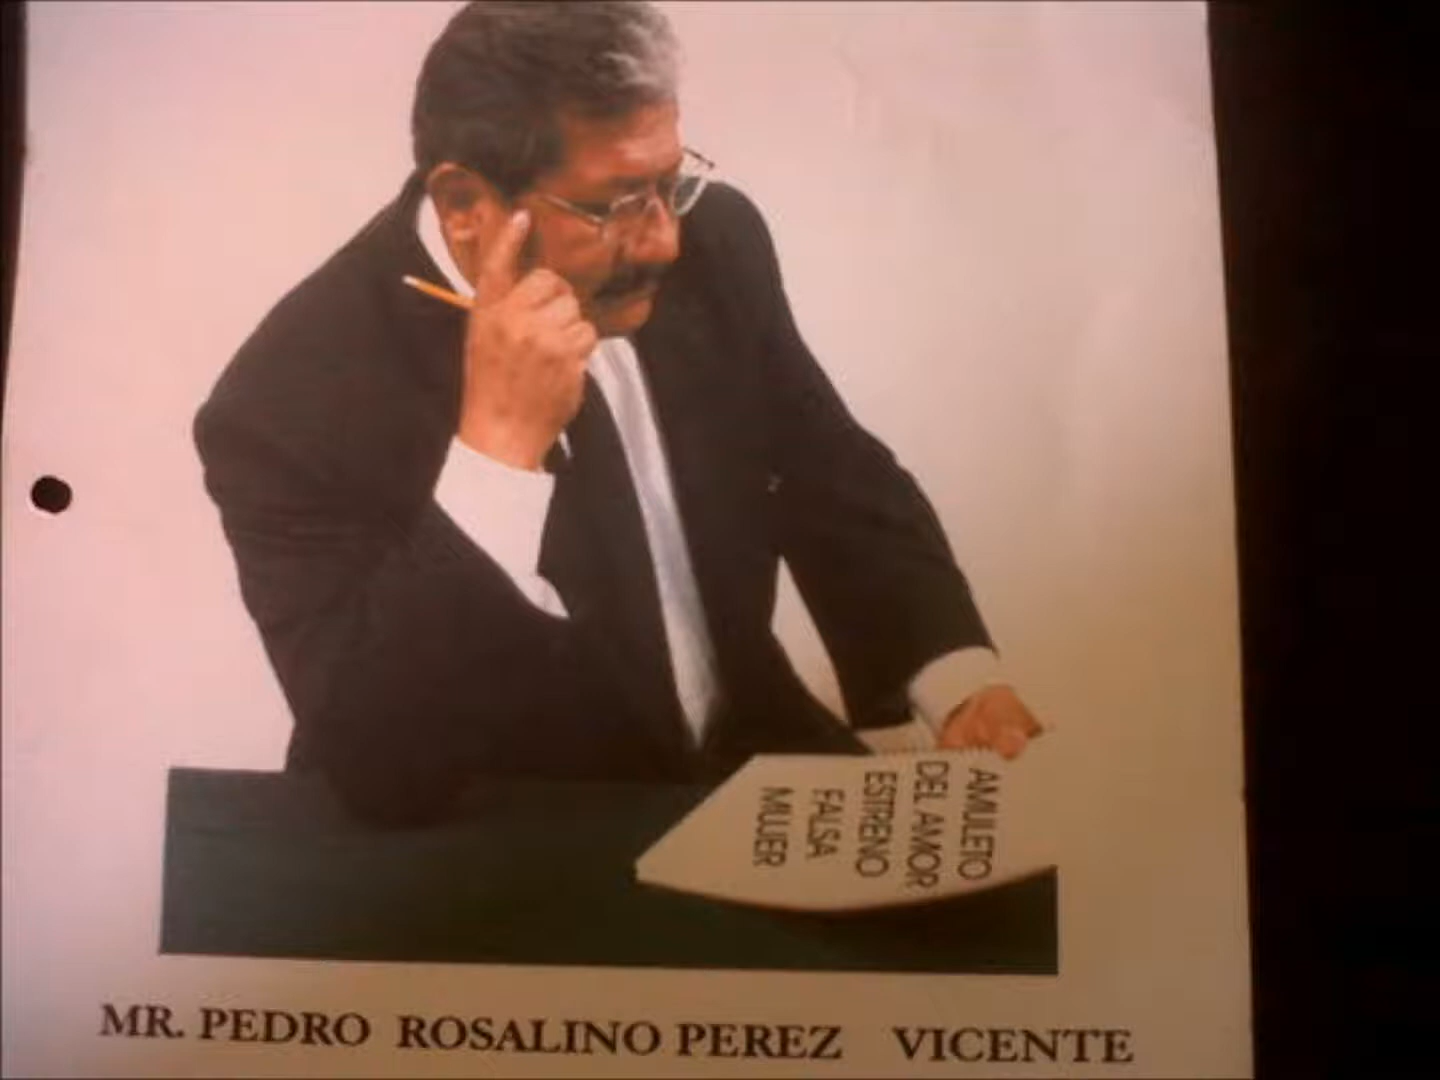 AMULETO
DEL AMOR
ESTRENO
FALSA
MUJER
MR. PEDRO ROSALINO PEREZ VICENTE